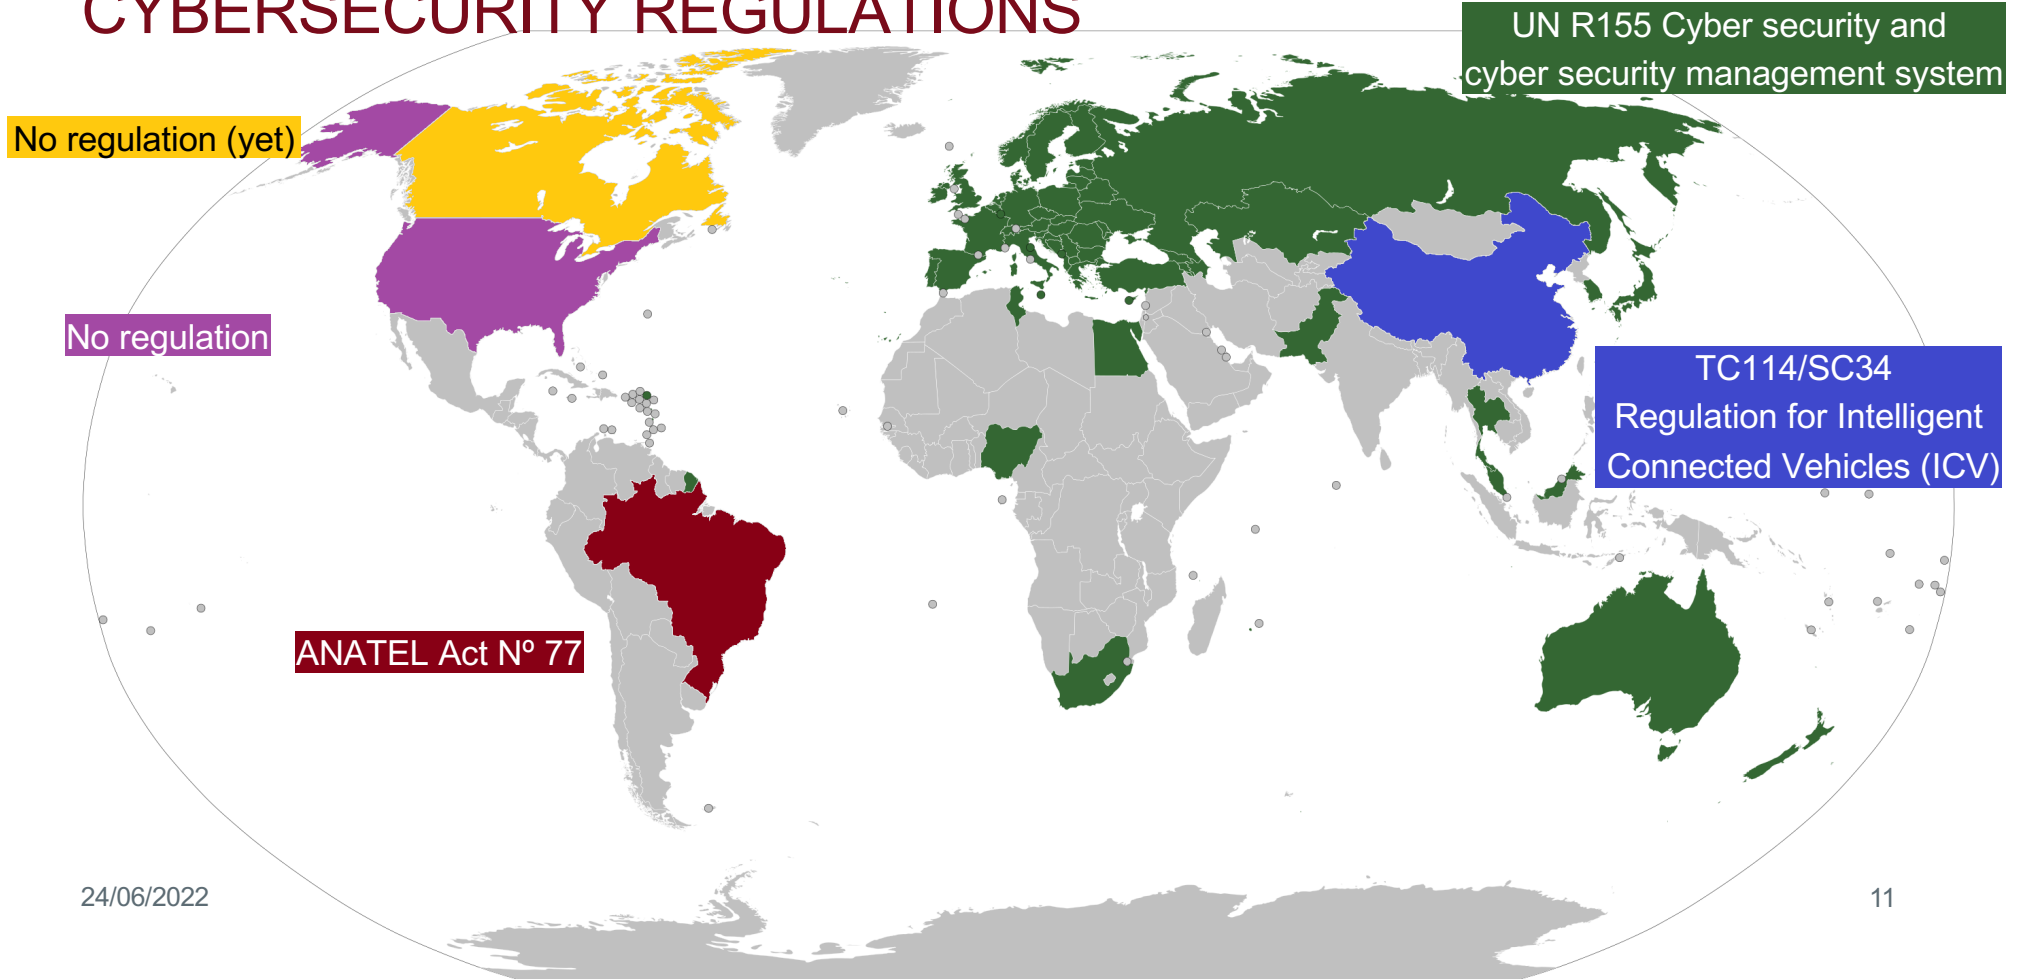 CYBERSECURITY REGULATIONS
UN R155 Cyber security and
cyber security management system
No regulation (yet)
No regulation
TC114/SC34
Regulation for Intelligent
Connected Vehicles (ICV)
ANATEL Act Nº 77
24/06/2022
11